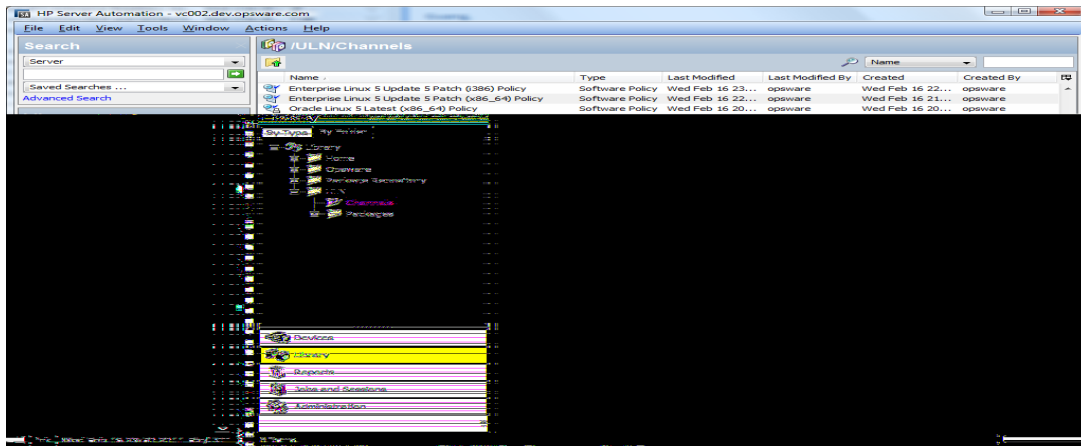 HP Server Automation - vc002.dev.opsware.com
File Edit View Tools Window Actions Help
Search
/ULN/Channels
Server
Name
Saved Searches ...
Advanced Search
Name Type Last Modified Last Modified By Created Created By
Enterprise Linux 5 Update 5 Patch (i386) Policy Software Policy Wed Feb 16 23... opsware Wed Feb 16 22... opsware
Enterprise Linux 5 Update 5 Patch (x86_64) Policy Software Policy Wed Feb 16 22... opsware Wed Feb 16 21... opsware
Oracle Linux 5 Latest (x86_64) Policy Software Policy Wed Feb 16 20... opsware Wed Feb 16 20... opsware
By Type By Folder
Library
Home
Opsware
Package Repository
ULN
Channels
Packages
Devices
Library
Reports
Jobs and Sessions
Administration